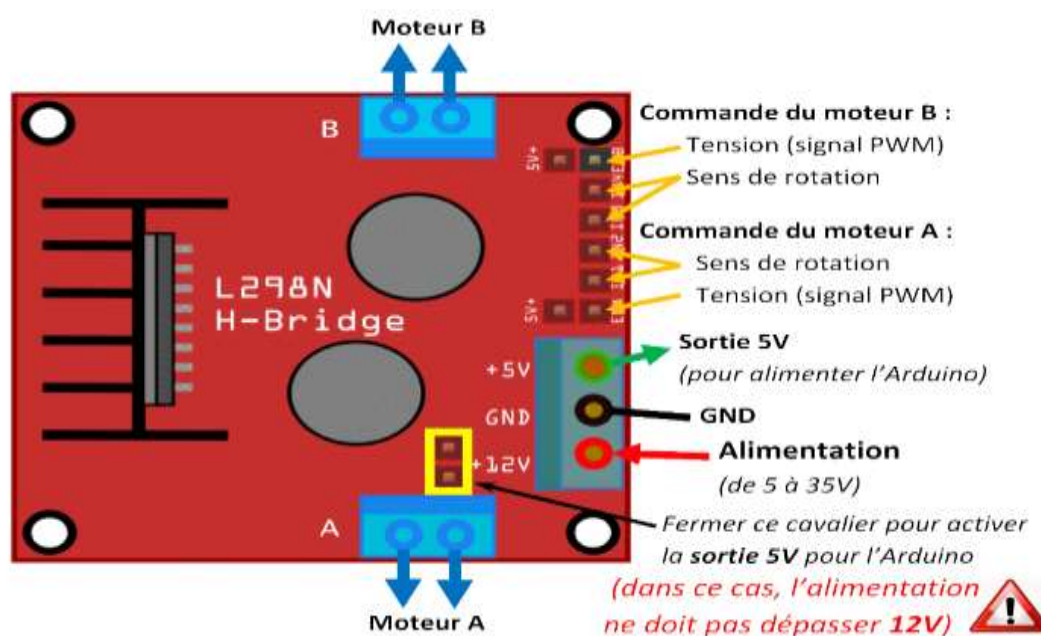 Moteur B
B
Commande du moteur B :
Tension (signal PWM)
Sens de rotation
5V+
Commande du moteur A :
Sens de rotation
Tension (signal PWM)
5V+
L298N
H-Bridge
Sortie 5V
(pour alimenter l’Arduino)
+5V
GND
GND
+12V
Alimentation
(de 5 à 35V)
A
Fermer ce cavalier pour activer
la sortie 5V pour l’Arduino
(dans ce cas, l’alimentation
ne doit pas dépasser 12V)
Moteur A